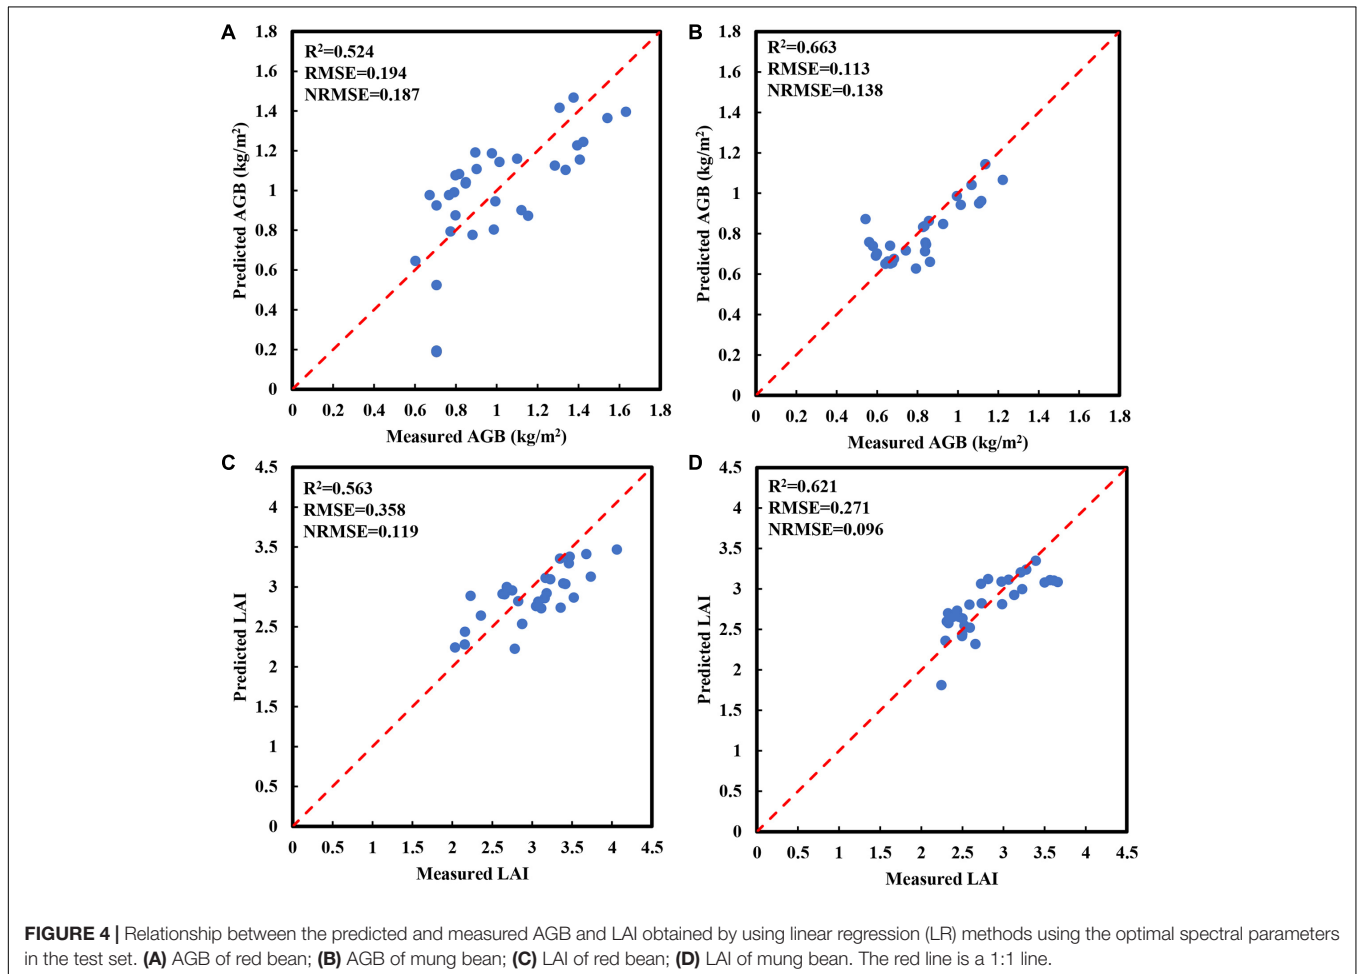 A
R²=0.524
RMSE=0.194
NRMSE=0.187
Predicted AGB (kg/m²)
1.8
1.6
1.4
1.2
1
0.8
0.6
0.4
0.2
0
0 0.2 0.4 0.6 0.8 1 1.2 1.4 1.6 1.8
Measured AGB (kg/m²)
B
R²=0.663
RMSE=0.113
NRMSE=0.138
Predicted AGB (kg/m²)
1.8
1.6
1.4
1.2
1
0.8
0.6
0.4
0.2
0
0 0.2 0.4 0.6 0.8 1 1.2 1.4 1.6 1.8
Measured AGB (kg/m²)
C
R²=0.563
RMSE=0.358
NRMSE=0.119
Predicted LAI
4.5
4
3.5
3
2.5
2
1.5
1
0.5
0
0 0.5 1 1.5 2 2.5 3 3.5 4 4.5
Measured LAI
D
R²=0.621
RMSE=0.271
NRMSE=0.096
Predicted LAI
4.5
4
3.5
3
2.5
2
1.5
1
0.5
0
0 0.5 1 1.5 2 2.5 3 3.5 4 4.5
Measured LAI
FIGURE 4 | Relationship between the predicted and measured AGB and LAI obtained by using linear regression (LR) methods using the optimal spectral parameters
in the test set. (A) AGB of red bean; (B) AGB of mung bean; (C) LAI of red bean; (D) LAI of mung bean. The red line is a 1:1 line.